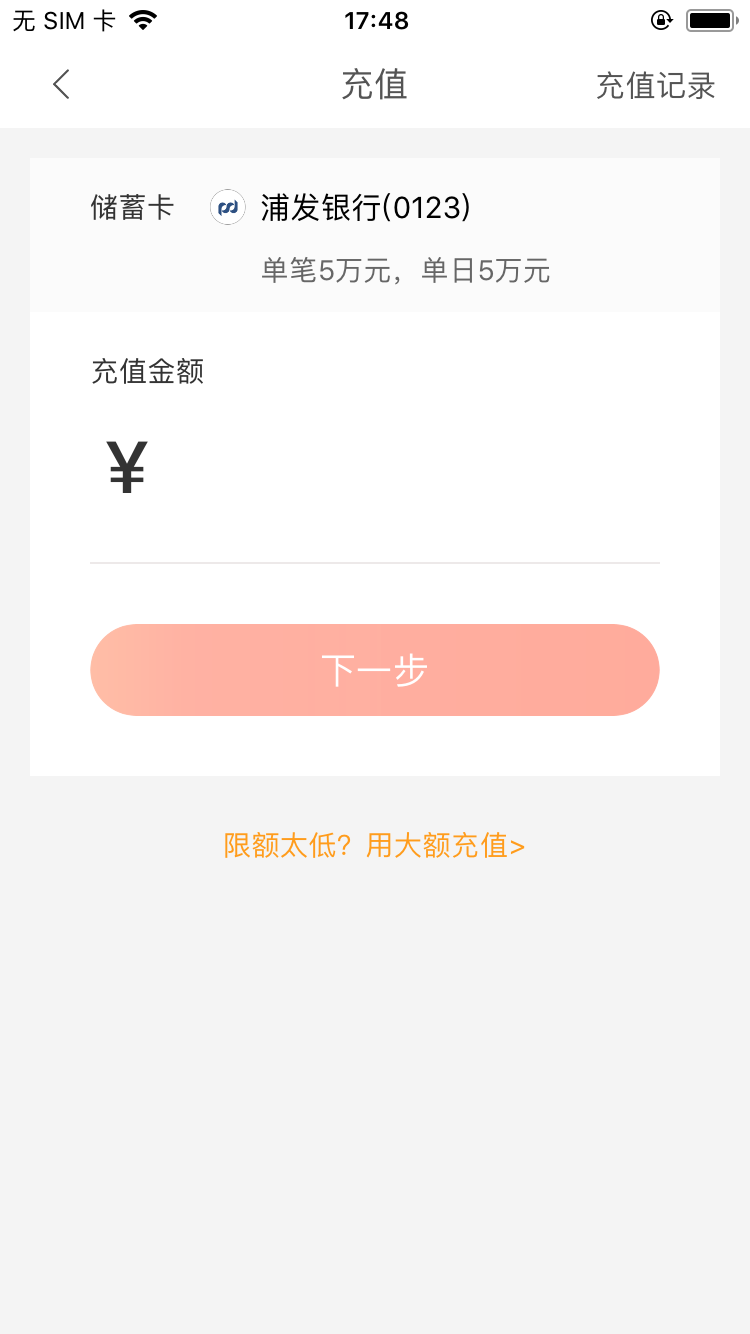 无 SIM 卡 17:48
充值 充值记录
储蓄卡 浦发银行(0123)
单笔5万元，单日5万元
充值金额
¥
下一步
限额太低？用大额充值>